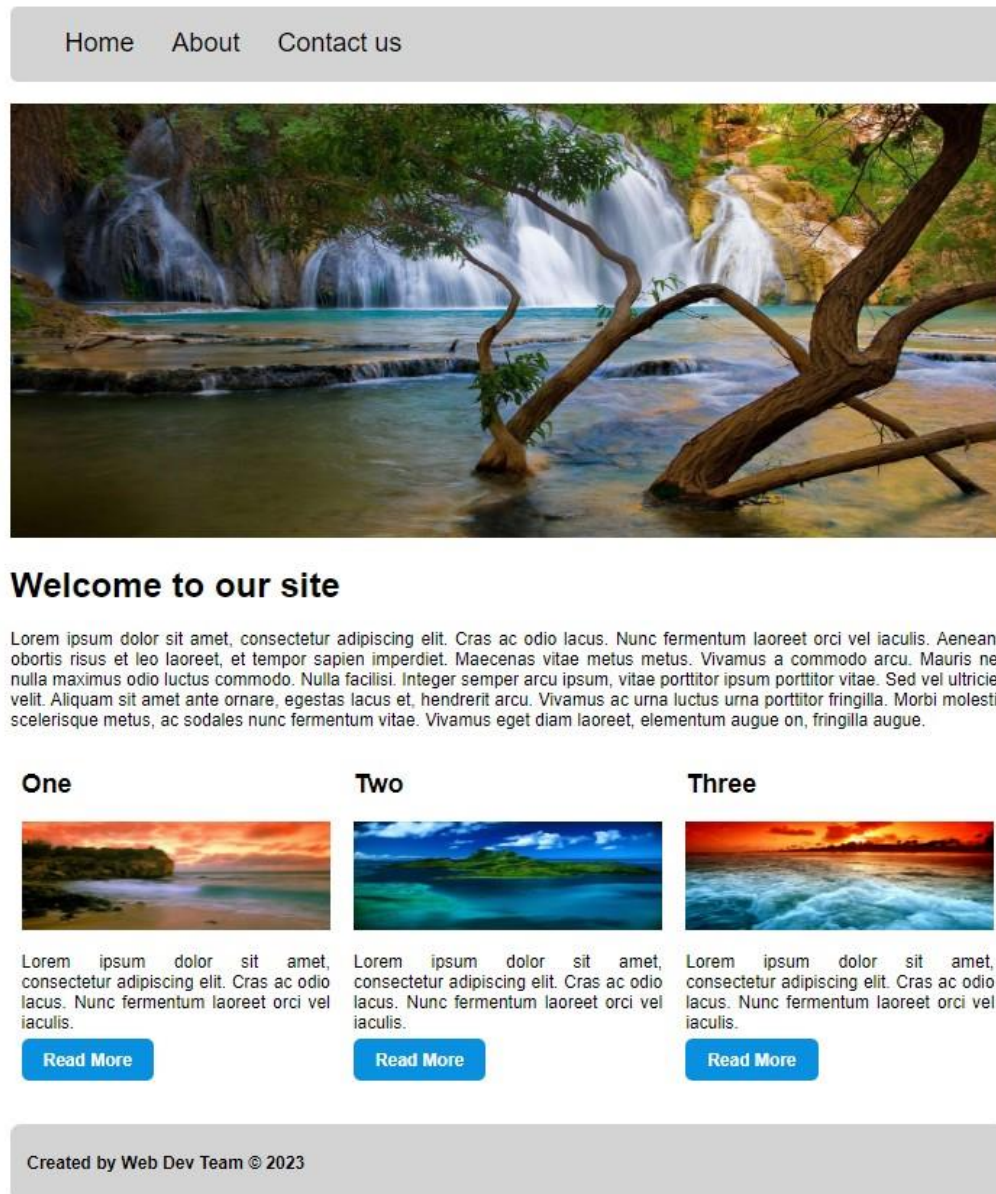 Home About Contact us
Welcome to our site
Lorem ipsum dolor sit amet, consectetur adipiscing elit. Cras ac odio lacus. Nunc fermentum laoreet orci vel iaculis. Aenean
obortis risus et leo laoreet, et tempor sapien imperdiet. Maecenas vitae metus metus. Vivamus a commodo arcu. Mauris ne
nulla maximus odio luctus commodo. Nulla facilisi. Integer semper arcu ipsum, vitae porttitor ipsum porttitor vitae. Sed vel ultricie
velit. Aliquam sit amet ante ornare, egestas lacus et, hendrerit arcu. Vivamus ac urna luctus urna porttitor fringilla. Morbi molesti
scelerisque metus, ac sodales nunc fermentum vitae. Vivamus eget diam laoreet, elementum augue on, fringilla augue.
One
Lorem ipsum dolor sit amet,
consectetur adipiscing elit. Cras ac odio
lacus. Nunc fermentum laoreet orci vel
iaculis.
Read More
Two
Lorem ipsum dolor sit amet,
consectetur adipiscing elit. Cras ac odio
lacus. Nunc fermentum laoreet orci vel
iaculis.
Read More
Three
Lorem ipsum dolor sit amet,
consectetur adipiscing elit. Cras ac odio
lacus. Nunc fermentum laoreet orci vel
iaculis.
Read More
Created by Web Dev Team © 2023